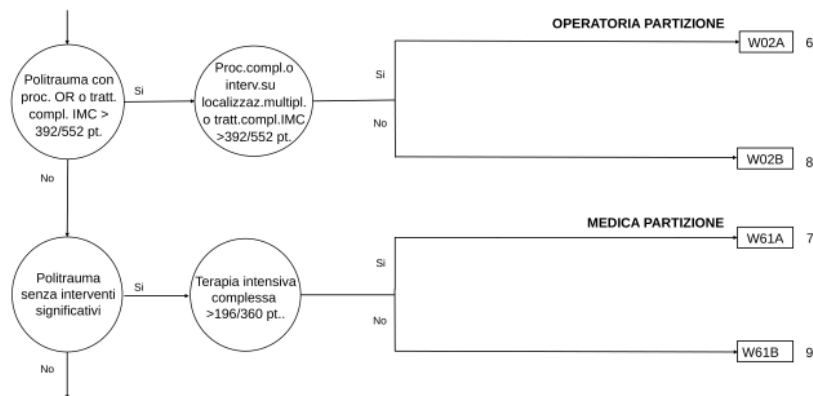 OPERATORIA PARTIZIONE
W02A 6
Politrauma con
proc. OR o tratt.
compl. IMC >
392/552 pt.
Si
Proc.compl.o
interv.su
localizzaz.multipl.
o tratt.compl.IMC
>392/552 pt.
Si
No
W02B 8
No
MEDICA PARTIZIONE
W61A 7
Politrauma
senza interventi
significativi
Si
Terapia intensiva
complessa
>196/360 pt..
Si
No
W61B 9
No